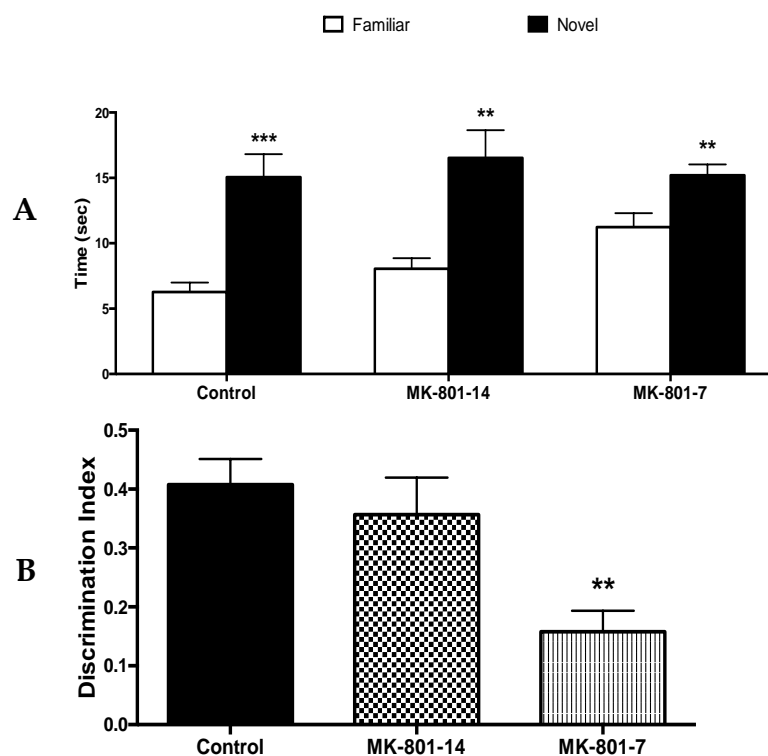 Familiar Novel
A
Time (sec)
20
15
10
5
0
***
**
**
Control MK-801-14 MK-801-7
B
Discrimination Index
0.5
0.4
0.3
0.2
0.1
0.0
**
Control MK-801-14 MK-801-7